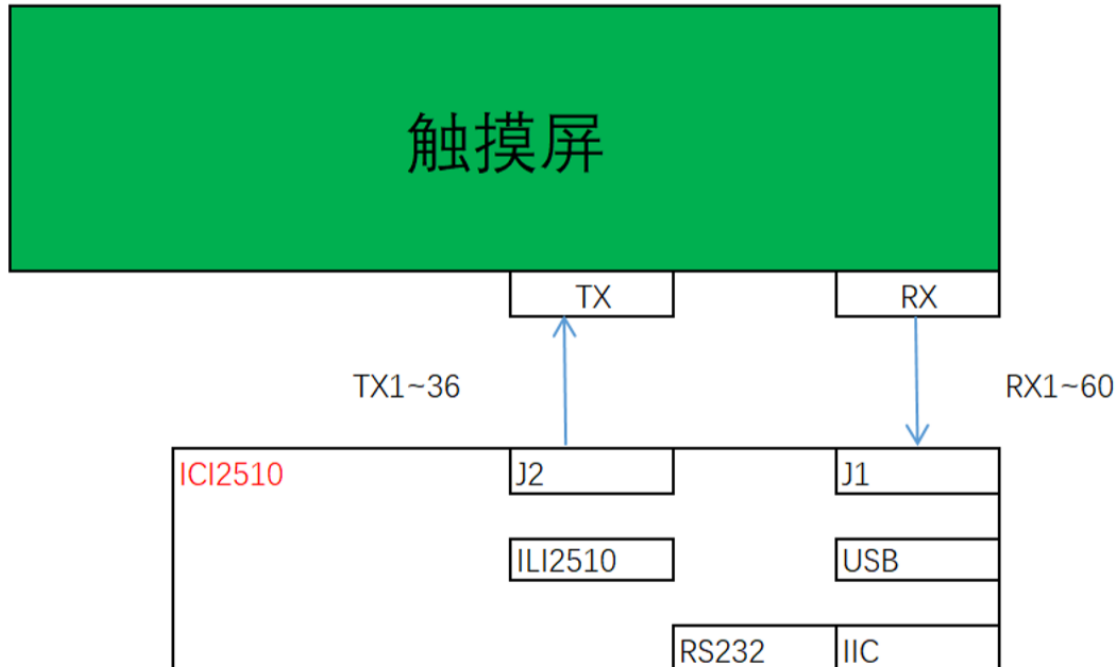 触摸屏
TX
RX
TX1~36
RX1~60
ICI2510
J2
J1
ILI2510
USB
RS232
IIC